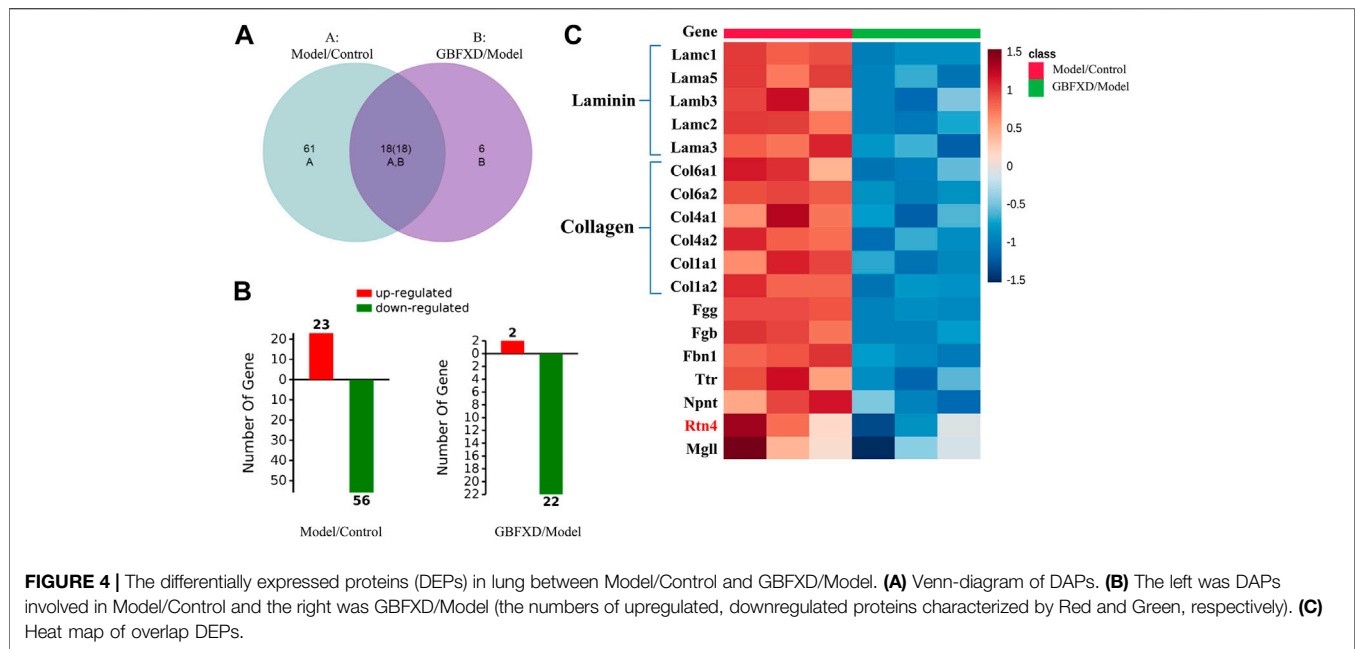 A
A:
Model/Control
B:
GBFXD/Model
61
A
18(18)
A,B
6
B
B
up-regulated
down-regulated
Number Of Gene
20
10
0
10
20
30
40
50
23
56
Model/Control
Number Of Gene
2
0
2
4
6
8
10
12
14
16
18
20
22
2
22
GBFXD/Model
C
Gene
Laminin
Collagen
Lamc1
Lama5
Lamb3
Lamc2
Lama3
Col6a1
Col6a2
Col4a1
Col4a2
Col1a1
Col1a2
Fgg
Fgb
Fbn1
Ttr
Npnt
Rtn4
Mgll
1.5
1
0.5
0
-0.5
-1
-1.5
class
Model/Control
GBFXD/Model
FIGURE 4 | The differentially expressed proteins (DEPs) in lung between Model/Control and GBFXD/Model. (A) Venn-diagram of DAPs. (B) The left was DAPs
involved in Model/Control and the right was GBFXD/Model (the numbers of upregulated, downregulated proteins characterized by Red and Green, respectively). (C)
Heat map of overlap DEPs.